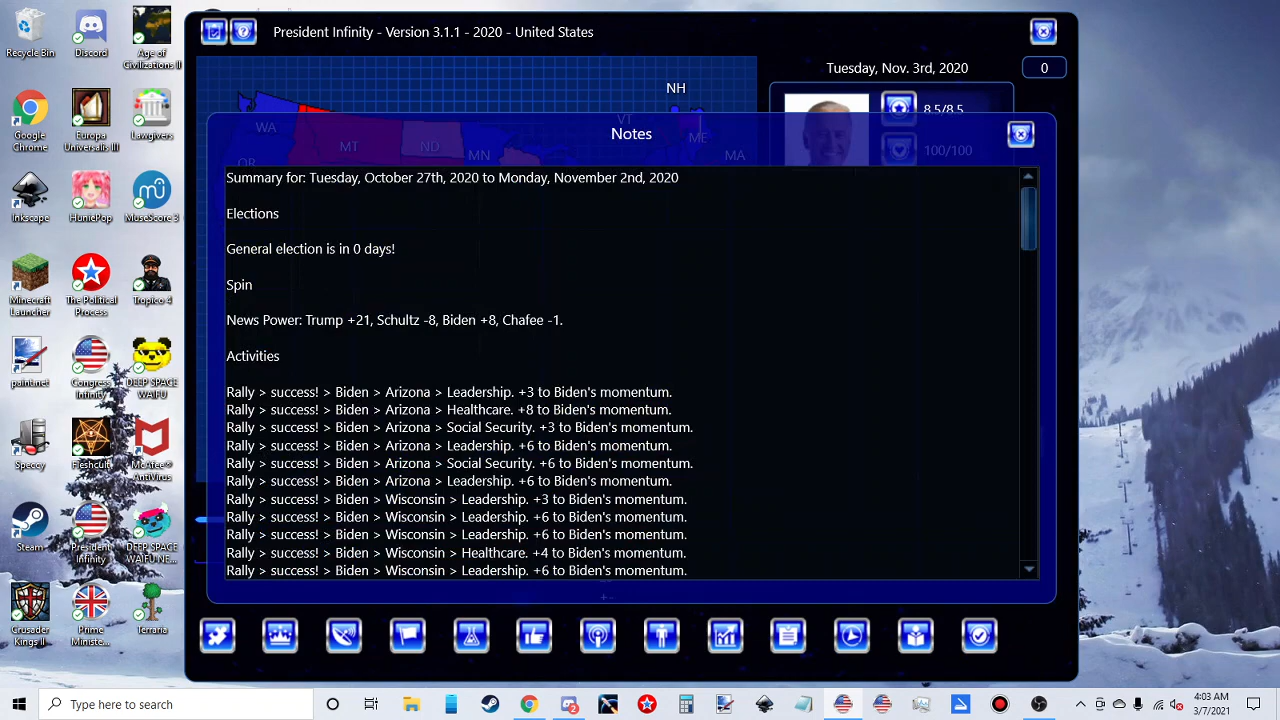 President Infinity - Version 3.1.1 - 2020 - United States
Tuesday, Nov. 3rd, 2020
0
8.5/8.5
100/100
NH
VT
ME
MA
WA
OR
MT
ND
MN
Notes
Summary for: Tuesday, October 27th, 2020 to Monday, November 2nd, 2020
Elections
General election is in 0 days!
Spin
News Power: Trump +21, Schultz -8, Biden +8, Chafee -1.
Activities
Rally > success! > Biden > Arizona > Leadership. +3 to Biden's momentum.
Rally > success! > Biden > Arizona > Healthcare. +8 to Biden's momentum.
Rally > success! > Biden > Arizona > Social Security. +3 to Biden's momentum.
Rally > success! > Biden > Arizona > Leadership. +6 to Biden's momentum.
Rally > success! > Biden > Arizona > Social Security. +6 to Biden's momentum.
Rally > success! > Biden > Arizona > Leadership. +6 to Biden's momentum.
Rally > success! > Biden > Wisconsin > Leadership. +3 to Biden's momentum.
Rally > success! > Biden > Wisconsin > Leadership. +6 to Biden's momentum.
Rally > success! > Biden > Wisconsin > Leadership. +6 to Biden's momentum.
Rally > success! > Biden > Wisconsin > Healthcare. +4 to Biden's momentum.
Rally > success! > Biden > Wisconsin > Leadership. +6 to Biden's momentum.
+ -
Recycle Bin
Discord
Age of
Civilizations II
Google
Chrome
Europa
Universalis III
Lawgivers
Inkscape
HuniePop
MuseScore 3
Minecraft
Launcher
The Political
Process
Tropico 4
paint.net
Congress
Infinity
DEEP SPACE
WAIFU
Speccy
Fleshcult
McAfee®
AntiVirus
Steam
President
Infinity
DEEP SPACE
WAIFU NE...
Crusader
Kings II
Prime
Ministe...
Terraria
Type here to search
4:03 AM
3/7/2021